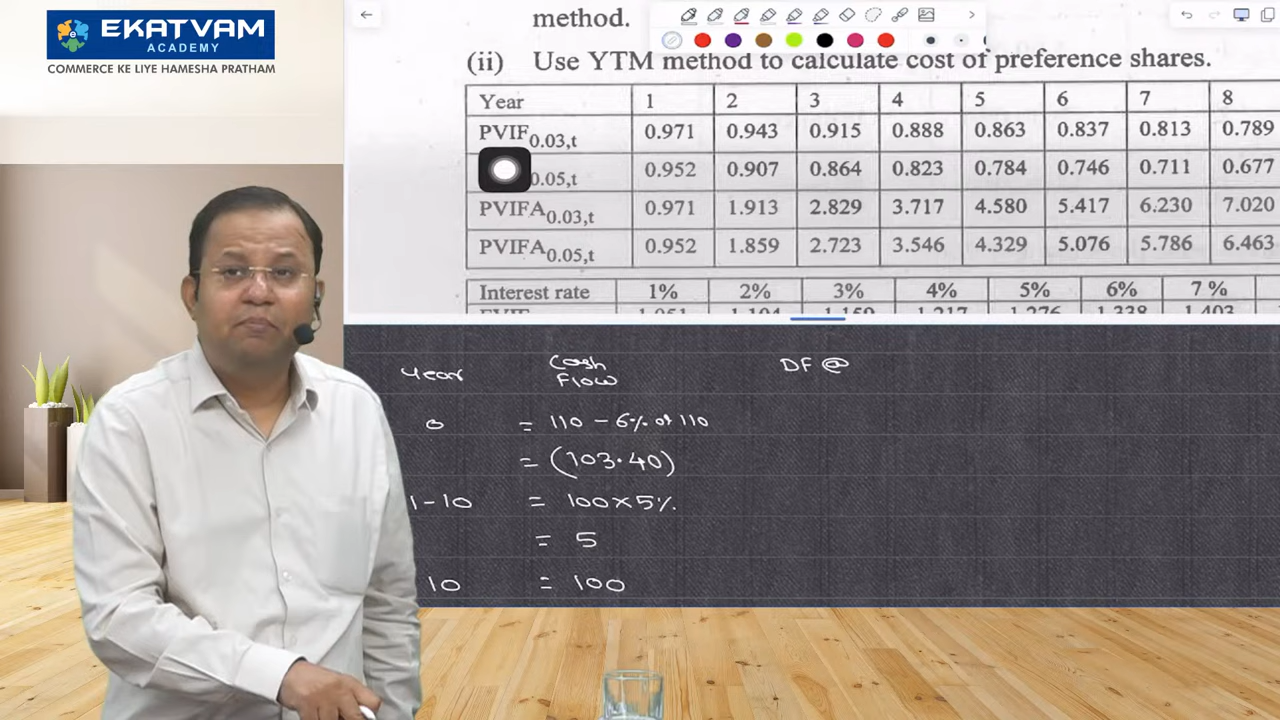 EKATVAM
ACADEMY
COMMERCE KE LIYE HAMESHA PRATHAM
method.
(ii) Use YTM method to calculate cost of preference shares.
Year 1 2 3 4 5 6 7 8
PVIF0.03,t 0.971 0.943 0.915 0.888 0.863 0.837 0.813 0.789
0.05,t 0.952 0.907 0.864 0.823 0.784 0.746 0.711 0.677
PVIFA0.03,t 0.971 1.913 2.829 3.717 4.580 5.417 6.230 7.020
PVIFA0.05,t 0.952 1.859 2.723 3.546 4.329 5.076 5.786 6.463
Interest rate 1% 2% 3% 4% 5% 6% 7 %
Year Cash Flow DF @
0 = 110 - 6% of 110
= (103.40)
1-10 = 100 x 5%
= 5
10 = 100